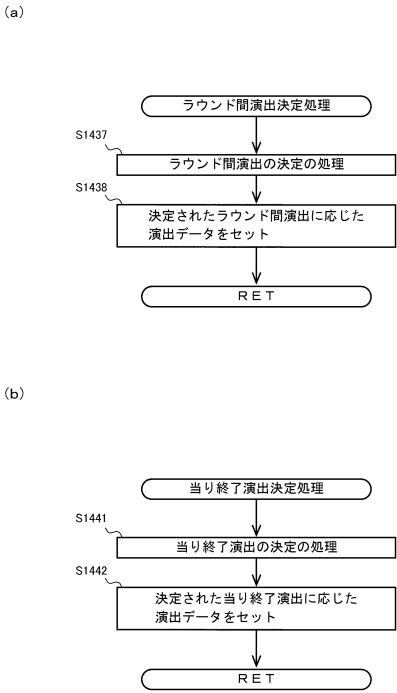 (a)
ラウンド間演出決定処理
S1437
ラウンド間演出の決定の処理
S1438
決定されたラウンド間演出に応じた
演出データをセット
RET
(b)
当り終了演出決定処理
S1441
当り終了演出の決定の処理
S1442
決定された当り終了演出に応じた
演出データをセット
RET